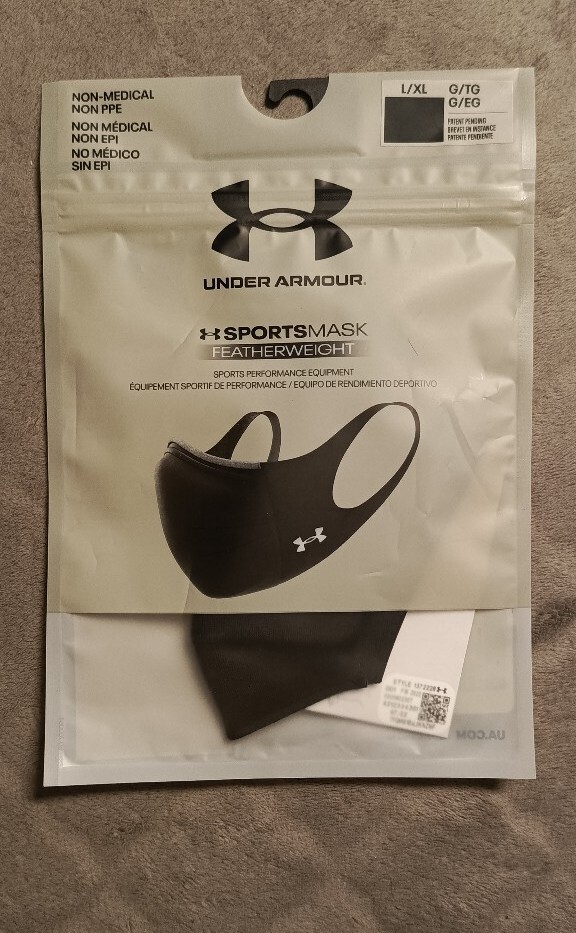 NON-MEDICAL
NON PPE
NON MÉDICAL
NON EPI
NO MÉDICO
SIN EPI
L/XL
G/TG
G/EG
PATENT PENDING
BREVET EN INSTANCE
PATENTE PENDIENTE
UNDER ARMOUR.
SPORTSMASK
FEATHERWEIGHT
SPORTS PERFORMANCE EQUIPMENT
ÉQUIPEMENT SPORTIF DE PERFORMANCE / EQUIPO DE RENDIMIENTO DEPORTIVO
STYLE 1372228
UA.COM